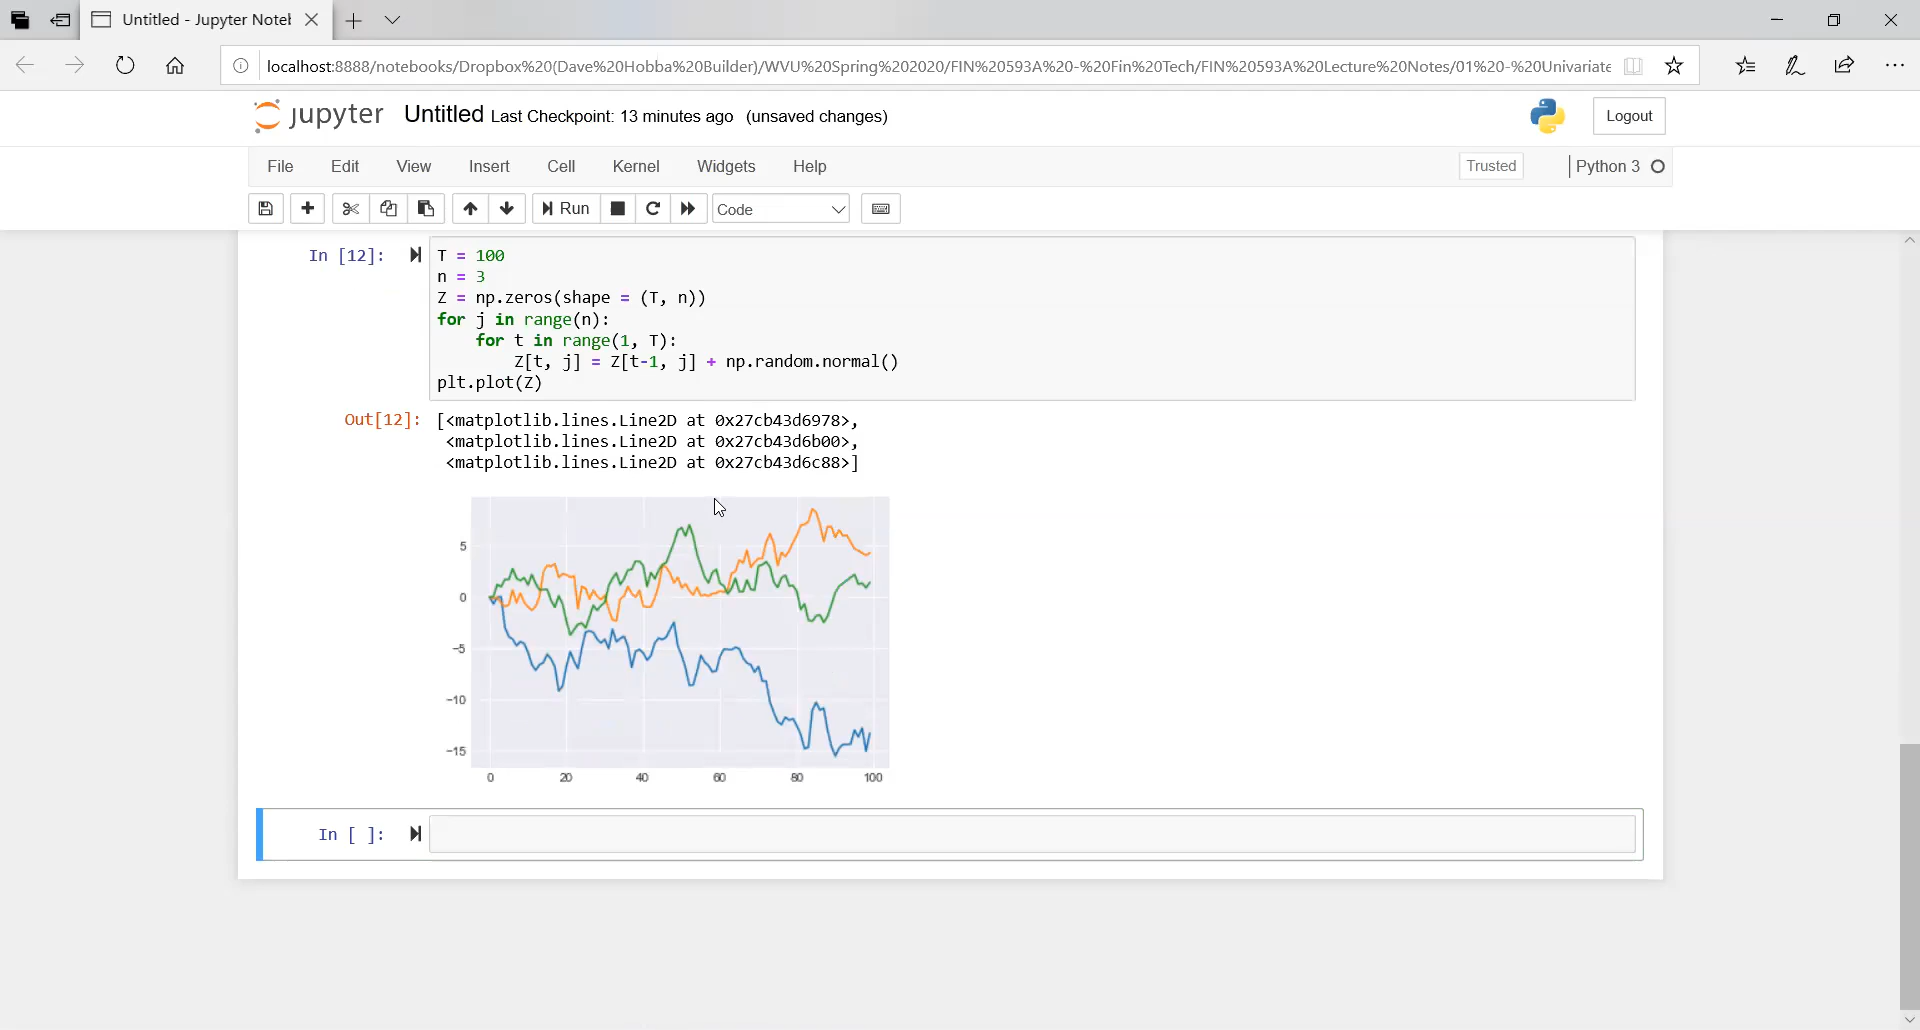 Untitled - Jupyter Notel
localhost:8888/notebooks/Dropbox%20(Dave%20Hobba%20Builder)/WVU%20Spring%202020/FIN%20593A%20-%20Fin%20Tech/FIN%20593A%20Lecture%20Notes/01%20-%20Univariate
jupyter Untitled Last Checkpoint: 13 minutes ago (unsaved changes)
Logout
File Edit View Insert Cell Kernel Widgets Help
Trusted Python 3
Run Code
In [12]: T = 100
n = 3
Z = np.zeros(shape = (T, n))
for j in range(n):
for t in range(1, T):
Z[t, j] = Z[t-1, j] + np.random.normal()
plt.plot(Z)
Out[12]: [<matplotlib.lines.Line2D at 0x27cb43d6978>,
<matplotlib.lines.Line2D at 0x27cb43d6b00>,
<matplotlib.lines.Line2D at 0x27cb43d6c88>]
5
0
−5
−10
−15
0 20 40 60 80 100
In [ ]: